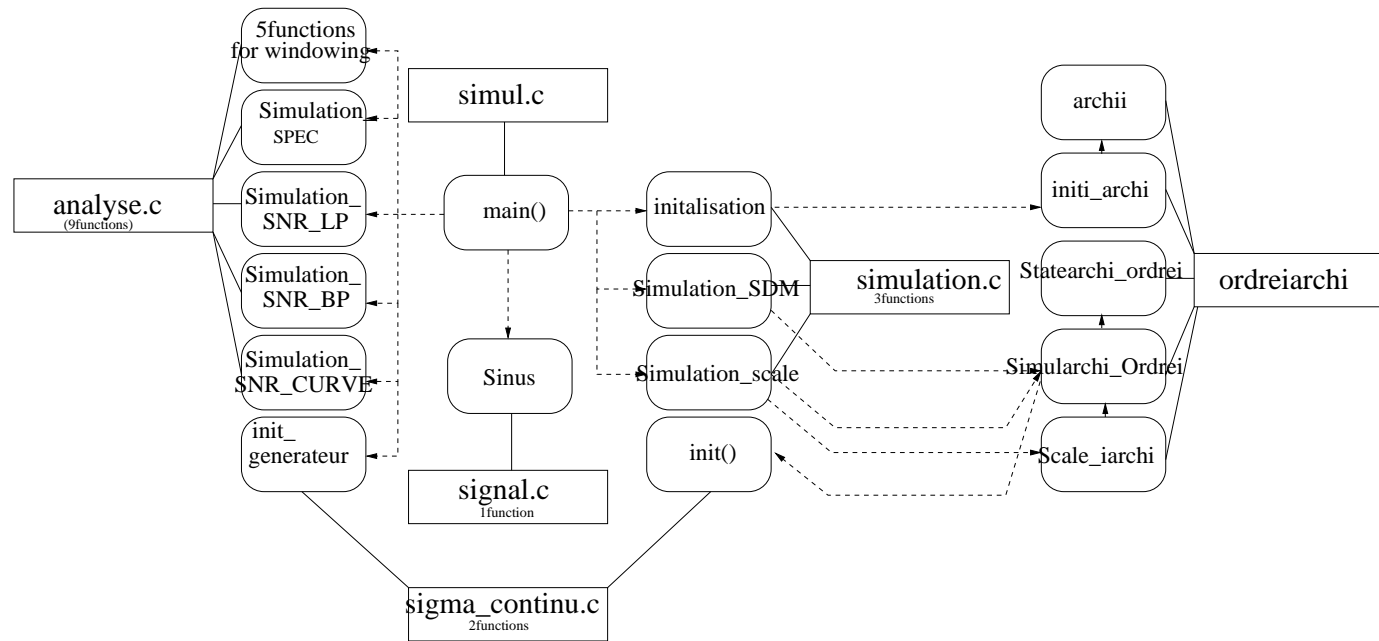 5functions
for windowing
Simulation_
SPEC
analyse.c
(9functions)
Simulation_
SNR_LP
Simulation_
SNR_BP
Simulation_
SNR_CURVE
init_
generateur
simul.c
main()
Sinus
signal.c
1function
sigma_continu.c
2functions
initalisation
Simulation_SDM
Simulation_scale
init()
simulation.c
3functions
archii
initi_archi
Statearchi_ordrei
Simularchi_Ordrei
Scale_iarchi
ordreiarchi